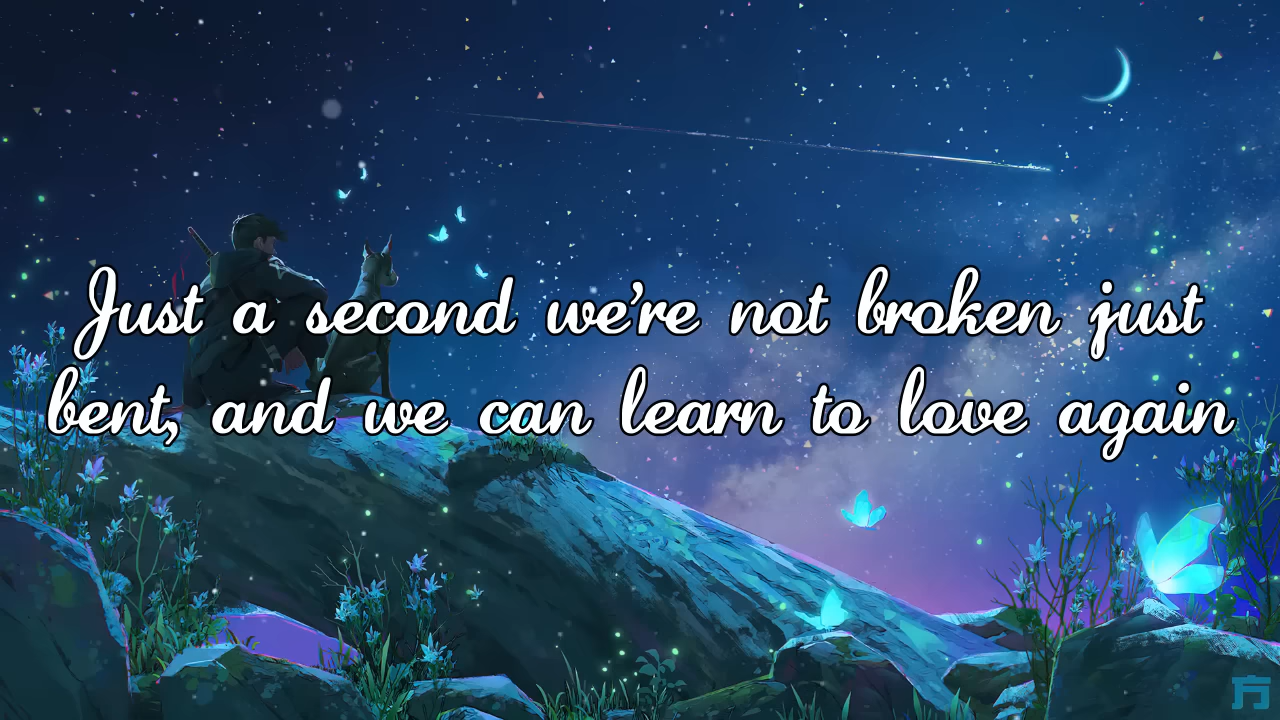 Just a second we're not broken just
bent, and we can learn to love again